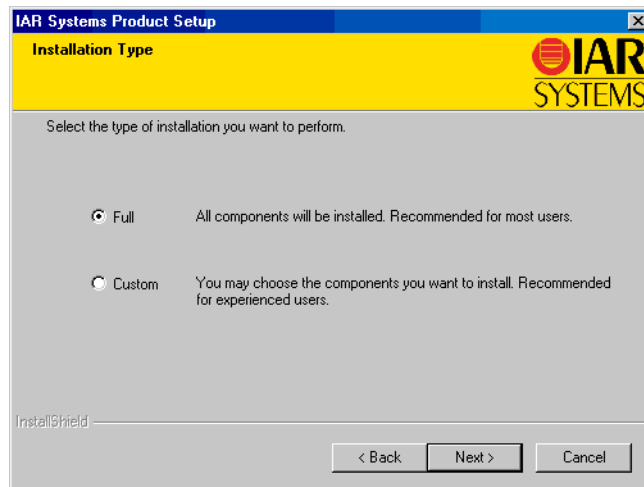 IAR Systems Product Setup
Installation Type
IAR
SYSTEMS
Select the type of installation you want to perform.
Full All components will be installed. Recommended for most users.
Custom You may choose the components you want to install. Recommended
for experienced users.
InstallShield
< Back Next > Cancel